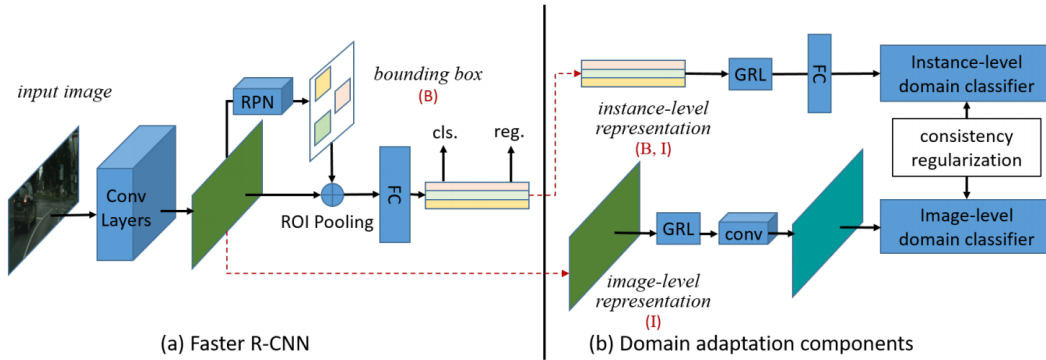 input image
Conv
Layers
RPN
bounding box
(B)
ROI Pooling
FC
cls.
reg.
(a) Faster R-CNN
instance-level
representation
(B, I)
GRL
FC
Instance-level
domain classifier
consistency
regularization
image-level
representation
(I)
GRL
conv
Image-level
domain classifier
(b) Domain adaptation components